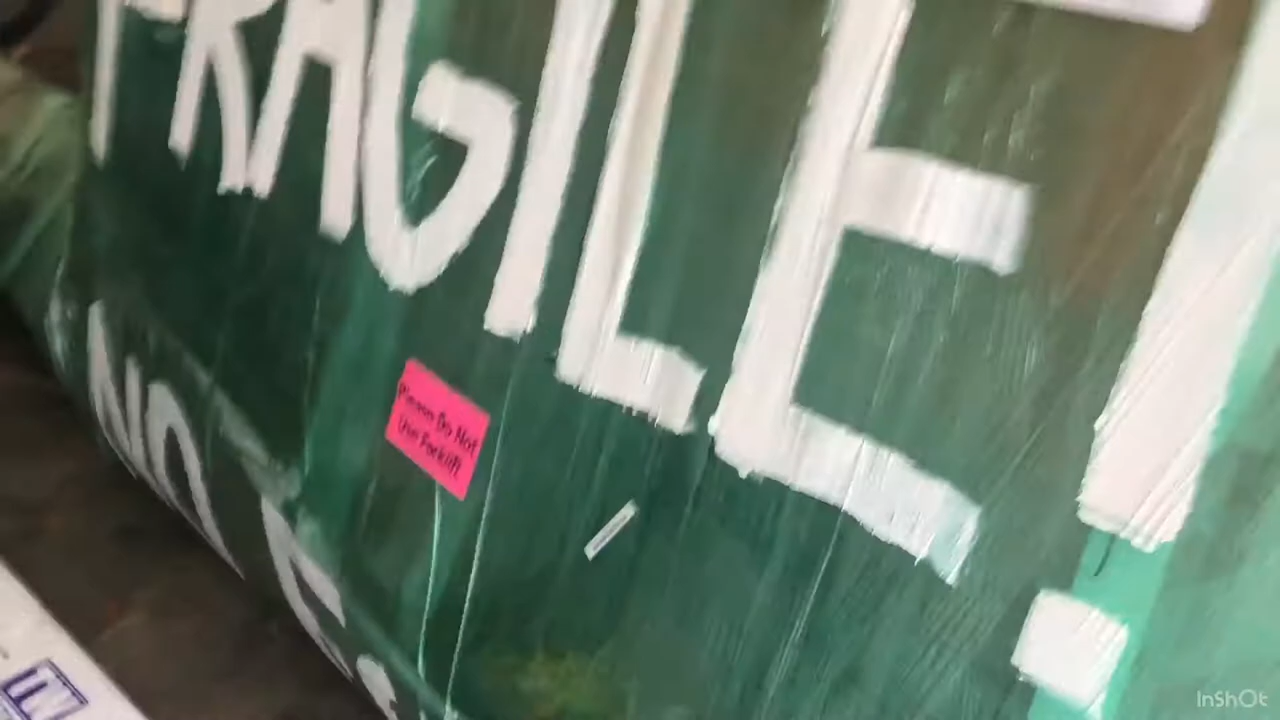 FRAGILE!
Please Do Not
Use Forklift
NO
InShOt